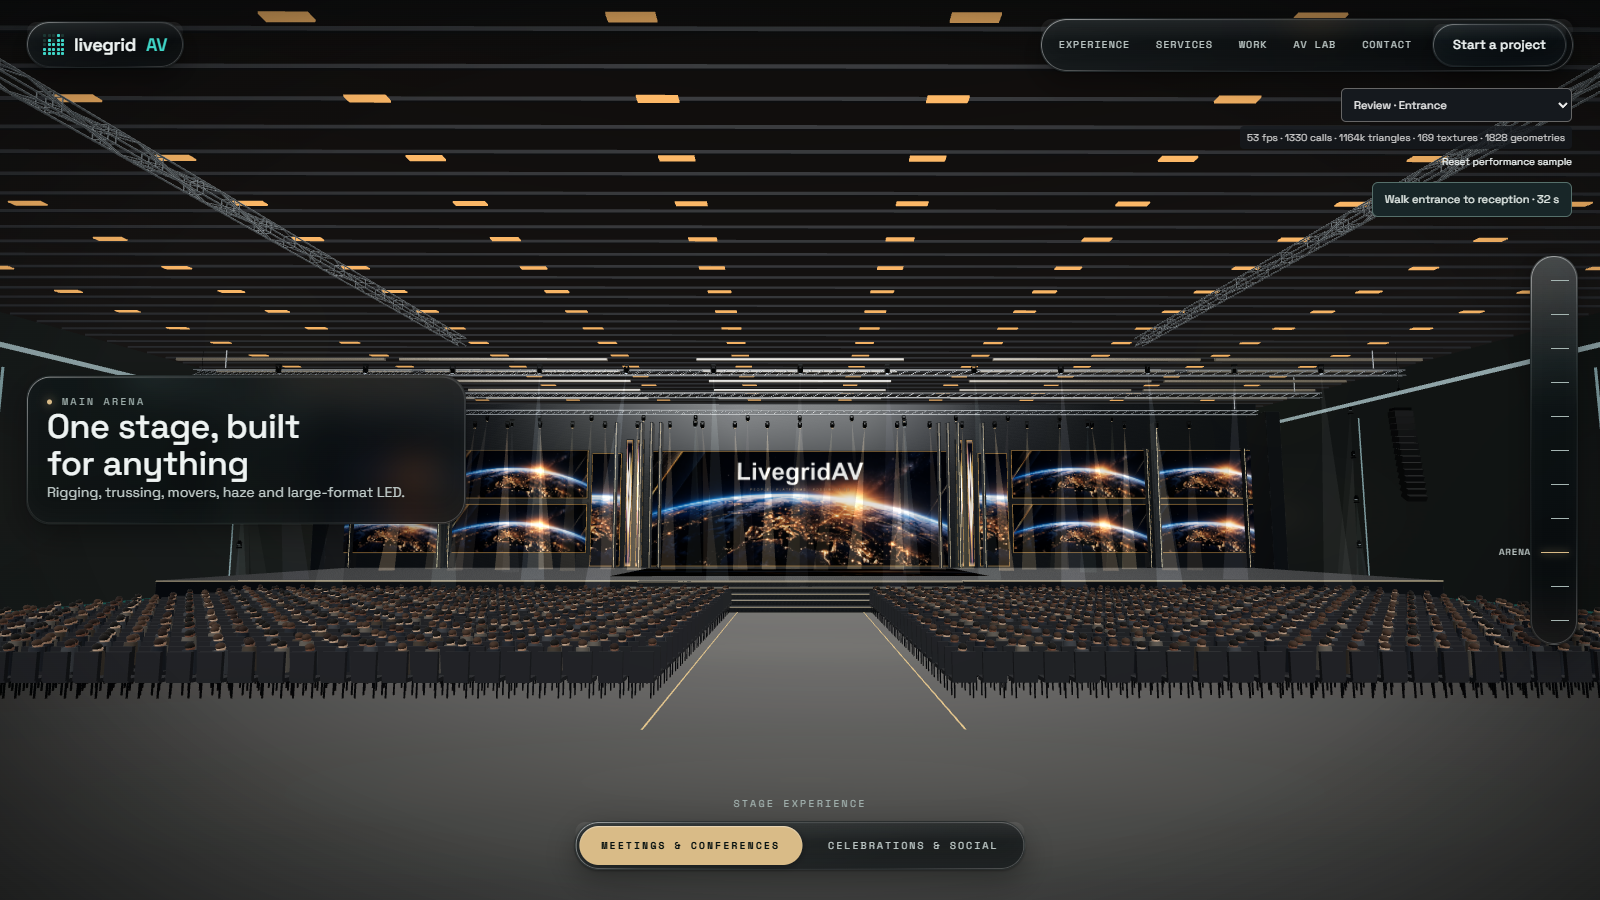 livegrid AV
EXPERIENCE SERVICES WORK AV LAB CONTACT Start a project
Review · Entrance
53 fps · 1330 calls · 1164k triangles · 169 textures · 1828 geometries
Reset performance sample
Walk entrance to reception · 32 s
MAIN ARENA
One stage, built
for anything
Rigging, trussing, movers, haze and large-format LED.
LivegridAV
ARENA
STAGE EXPERIENCE
MEETINGS & CONFERENCES CELEBRATIONS & SOCIAL